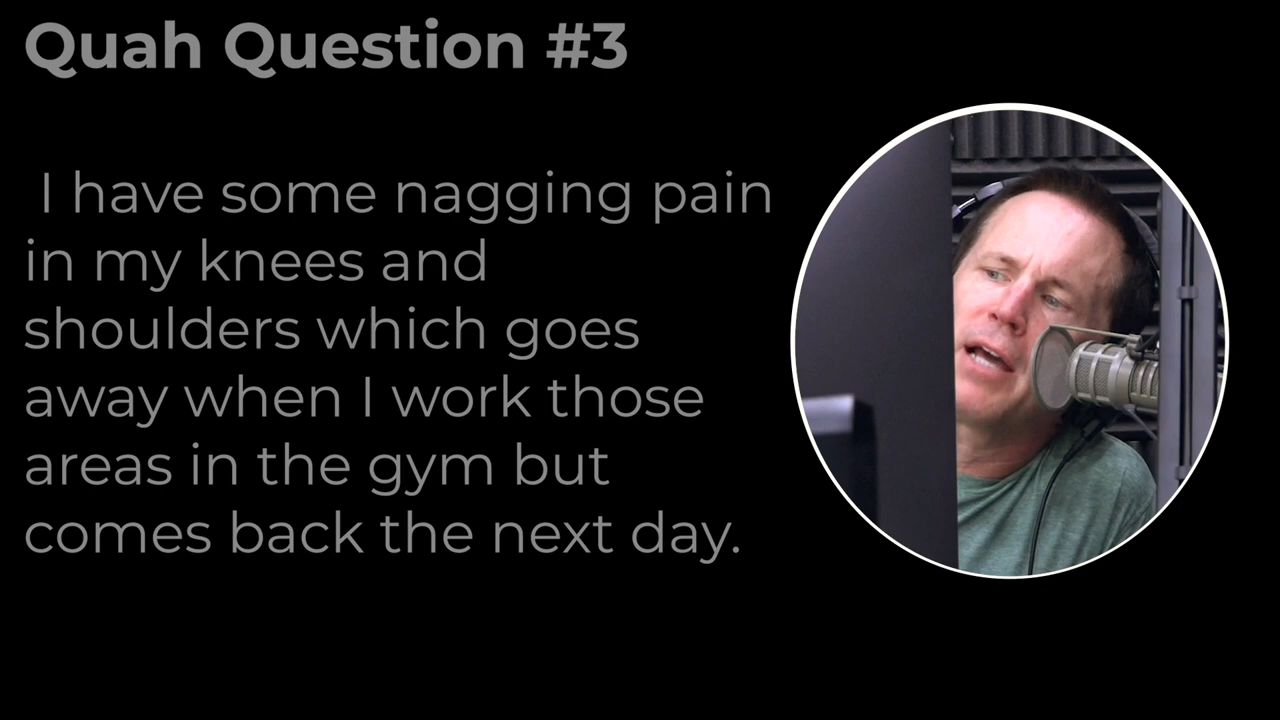 Quah Question #3
I have some nagging pain
in my knees and
shoulders which goes
away when I work those
areas in the gym but
comes back the next day.